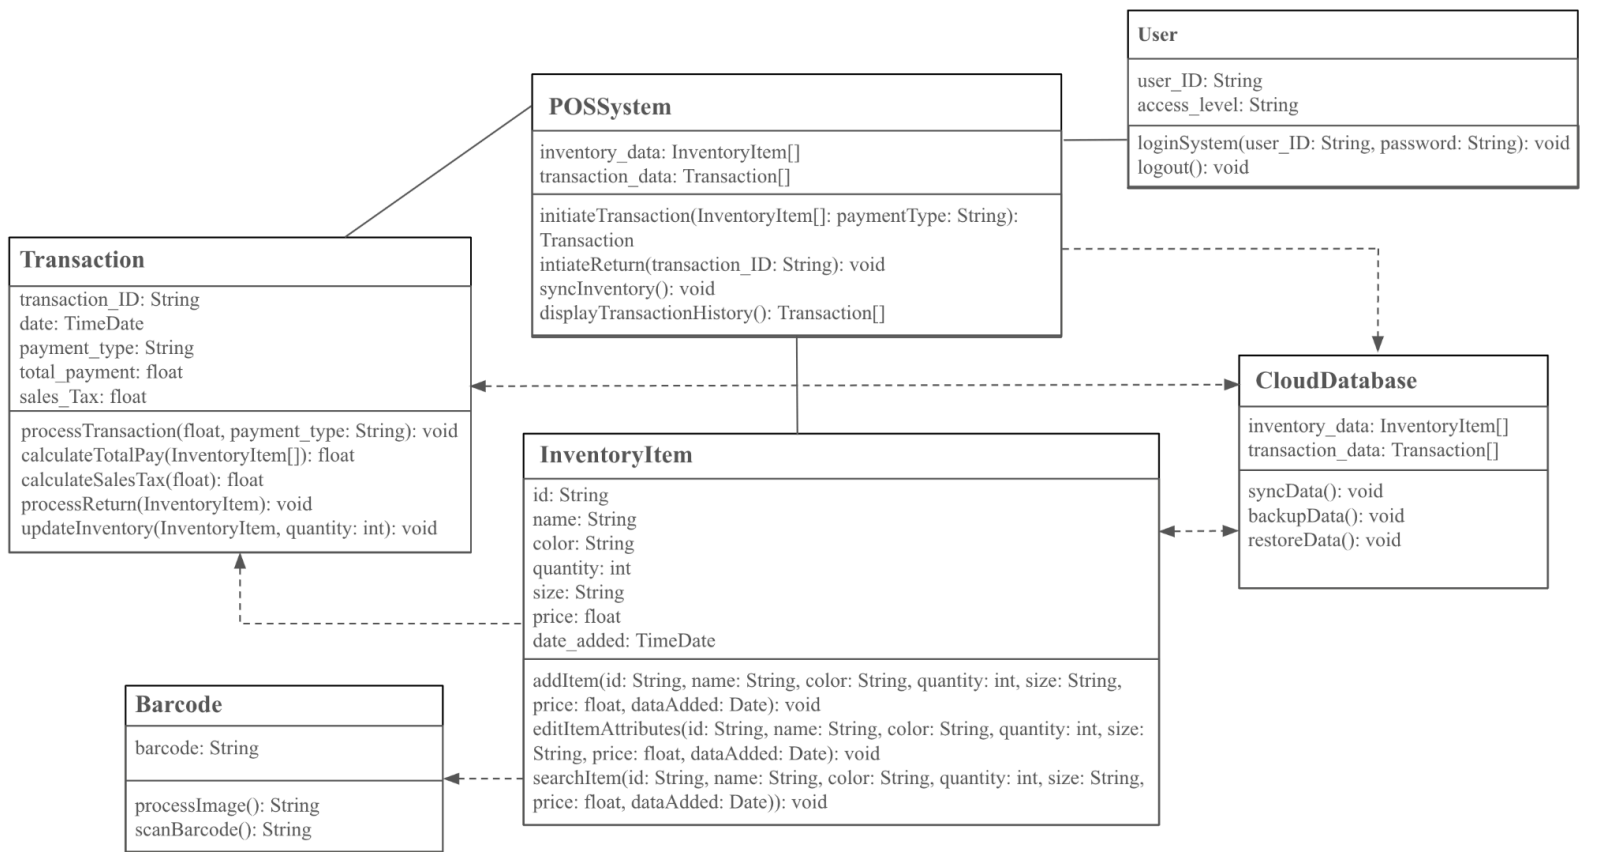 User
user_ID: String
access_level: String
loginSystem(user_ID: String, password: String): void
logout(): void
POSSystem
inventory_data: InventoryItem[]
transaction_data: Transaction[]
initiateTransaction(InventoryItem[]: paymentType: String):
Transaction
intiateReturn(transaction_ID: String): void
syncInventory(): void
displayTransactionHistory(): Transaction[]
Transaction
transaction_ID: String
date: TimeDate
payment_type: String
total_payment: float
sales_Tax: float
processTransaction(float, payment_type: String): void
calculateTotalPay(InventoryItem[]): float
calculateSalesTax(float): float
processReturn(InventoryItem): void
updateInventory(InventoryItem, quantity: int): void
CloudDatabase
inventory_data: InventoryItem[]
transaction_data: Transaction[]
syncData(): void
backupData(): void
restoreData(): void
InventoryItem
id: String
name: String
color: String
quantity: int
size: String
price: float
date_added: TimeDate
addItem(id: String, name: String, color: String, quantity: int, size: String,
price: float, dataAdded: Date): void
editItemAttributes(id: String, name: String, color: String, quantity: int, size:
String, price: float, dataAdded: Date): void
searchItem(id: String, name: String, color: String, quantity: int, size: String,
price: float, dataAdded: Date)): void
Barcode
barcode: String
processImage(): String
scanBarcode(): String